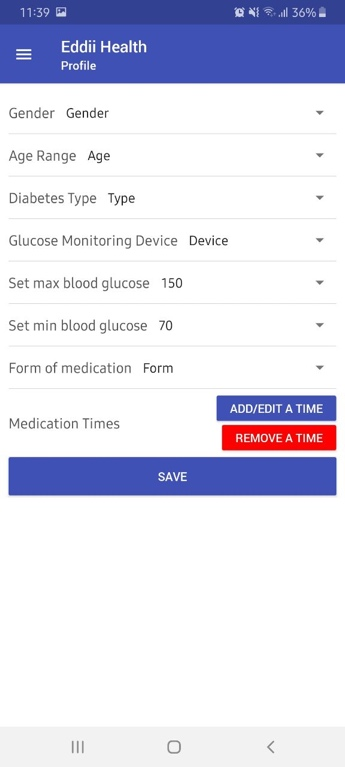 11:39 36%
Eddii Health
Profile
Gender Gender
Age Range Age
Diabetes Type Type
Glucose Monitoring Device Device
Set max blood glucose 150
Set min blood glucose 70
Form of medication Form
ADD/EDIT A TIME
Medication Times
REMOVE A TIME
SAVE